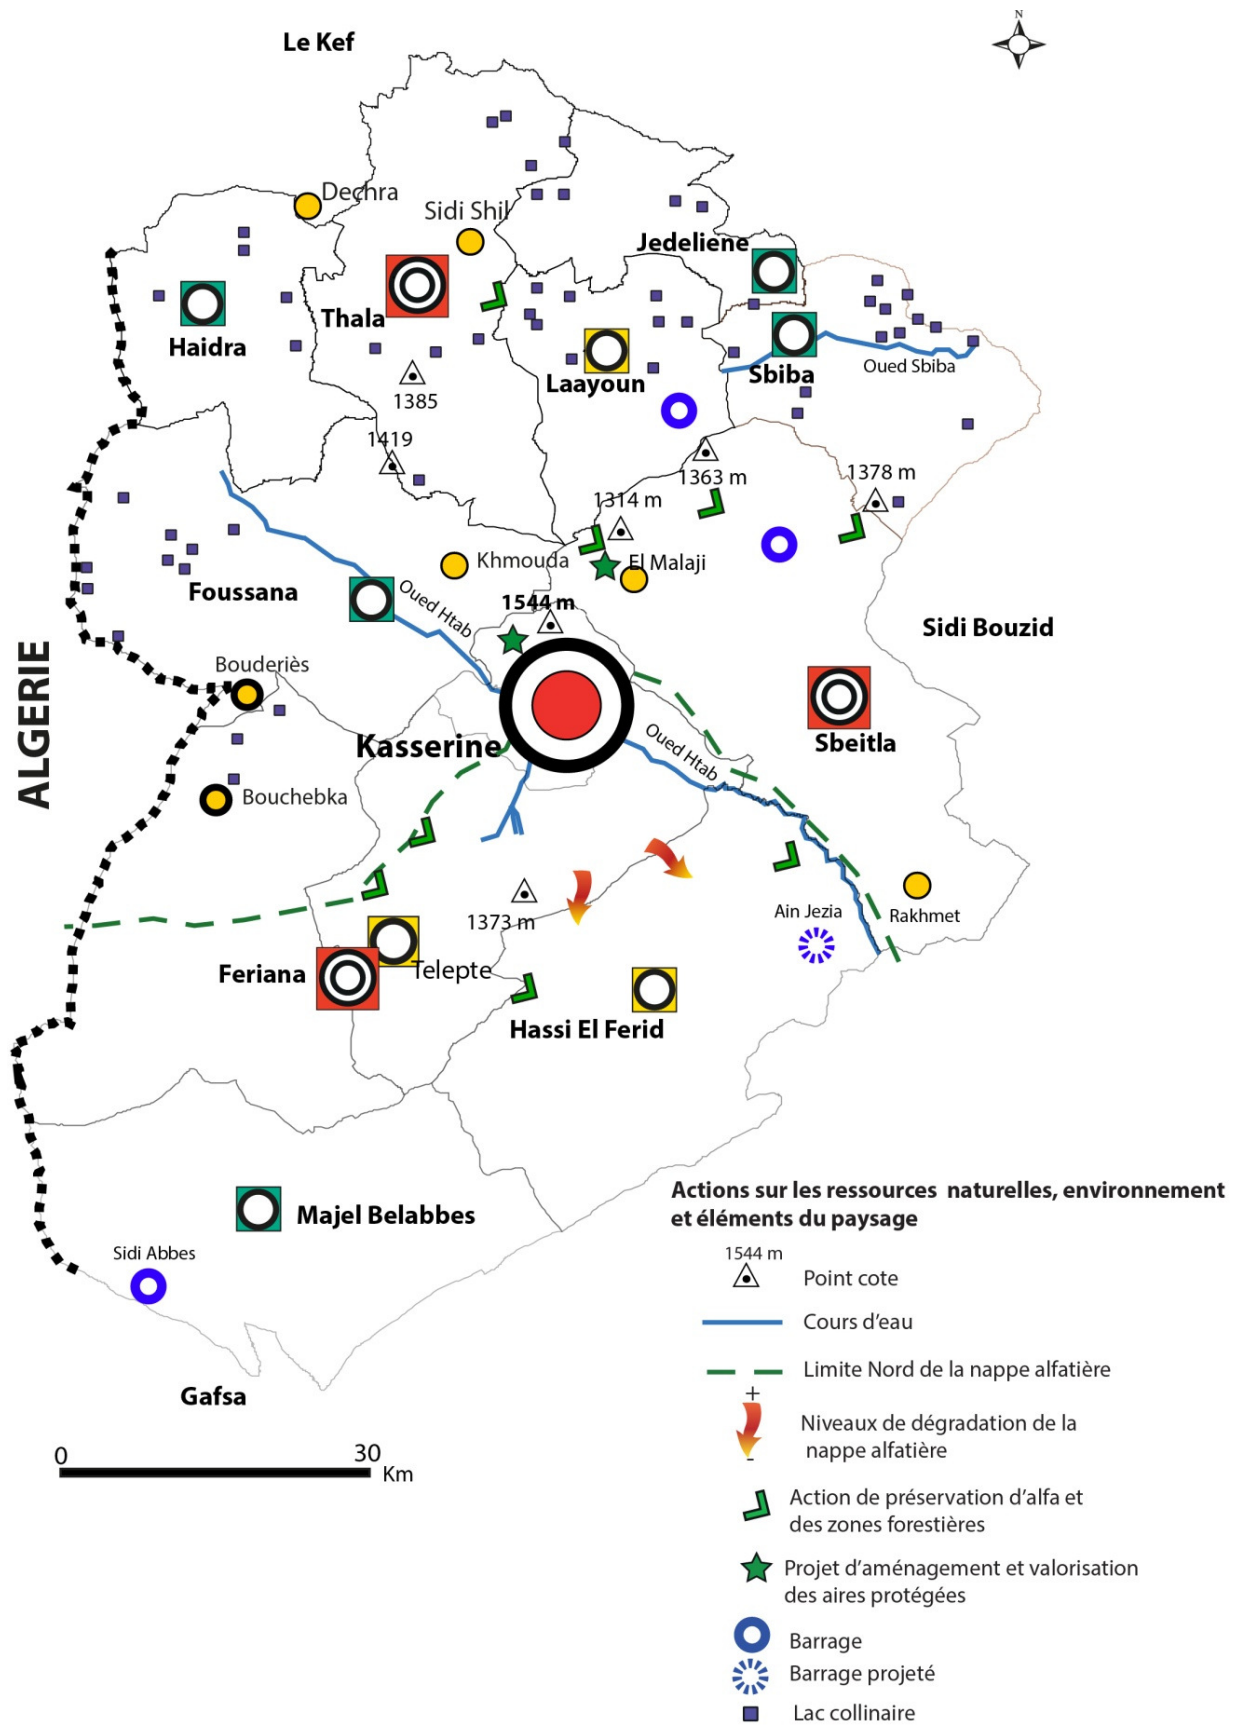 N
Le Kef
Dechra
Sidi Shil
Jedeliene
Thala
Haidra
Laayoun
Sbiba
Oued Sbiba
1385
1419
1363 m
1378 m
1314 m
Khmouda
El Malaji
Foussana
Oued Htab
1544 m
Sidi Bouzid
ALGERIE
Bouderiès
Kasserine
Oued Htab
Sbeitla
Bouchebka
1373 m
Ain Jezia
Rakhmet
Feriana
Telepte
Hassi El Ferid
Majel Belabbes
Sidi Abbes
Gafsa
0 30
Km
Actions sur les ressources naturelles, environnement
et éléments du paysage
1544 m
Point cote
Cours d'eau
Limite Nord de la nappe alfatière
+
Niveaux de dégradation de la
nappe alfatière
-
Action de préservation d'alfa et
des zones forestières
Projet d'aménagement et valorisation
des aires protégées
Barrage
Barrage projeté
Lac collinaire